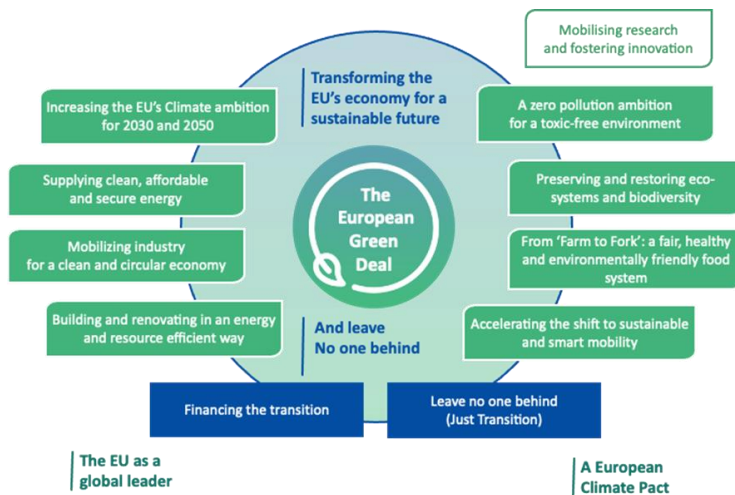 Mobilising research
and fostering innovation
Transforming the
EU's economy for a
sustainable future
Increasing the EU's Climate ambition
for 2030 and 2050
A zero pollution ambition
for a toxic-free environment
Supplying clean, affordable
and secure energy
Preserving and restoring eco-
systems and biodiversity
The
European
Green
Deal
Mobilizing industry
for a clean and circular economy
From ‘Farm to Fork’: a fair, healthy
and environmentally friendly food
system
Building and renovating in an energy
and resource efficient way
And leave
No one behind
Accelerating the shift to sustainable
and smart mobility
Financing the transition
Leave no one behind
(Just Transition)
The EU as a
global leader
A European
Climate Pact